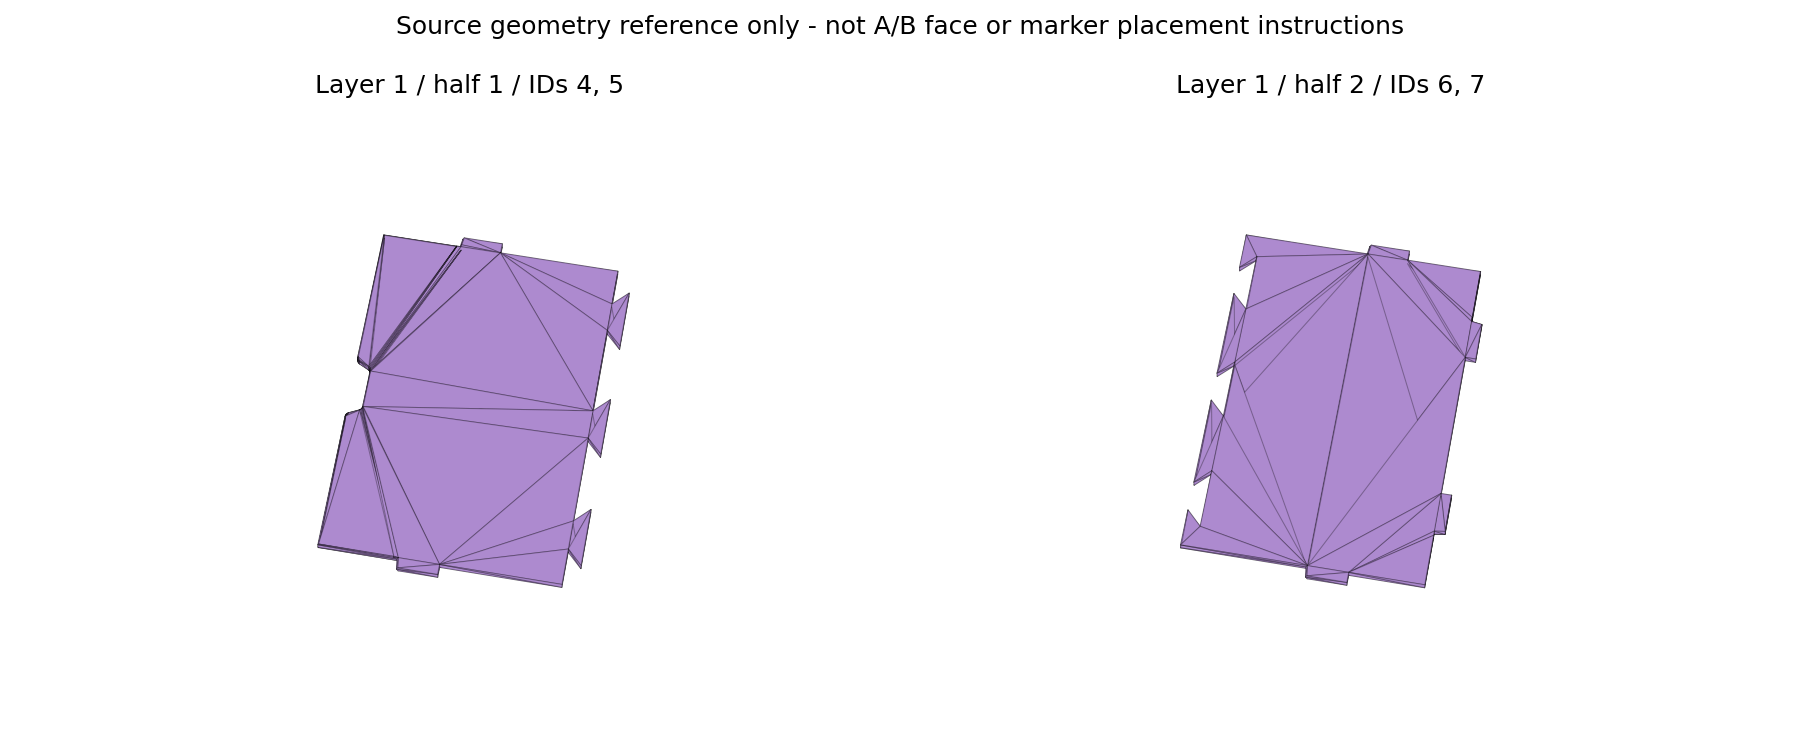 Source geometry reference only - not A/B face or marker placement instructions
Layer 1 / half 1 / IDs 4, 5
Layer 1 / half 2 / IDs 6, 7